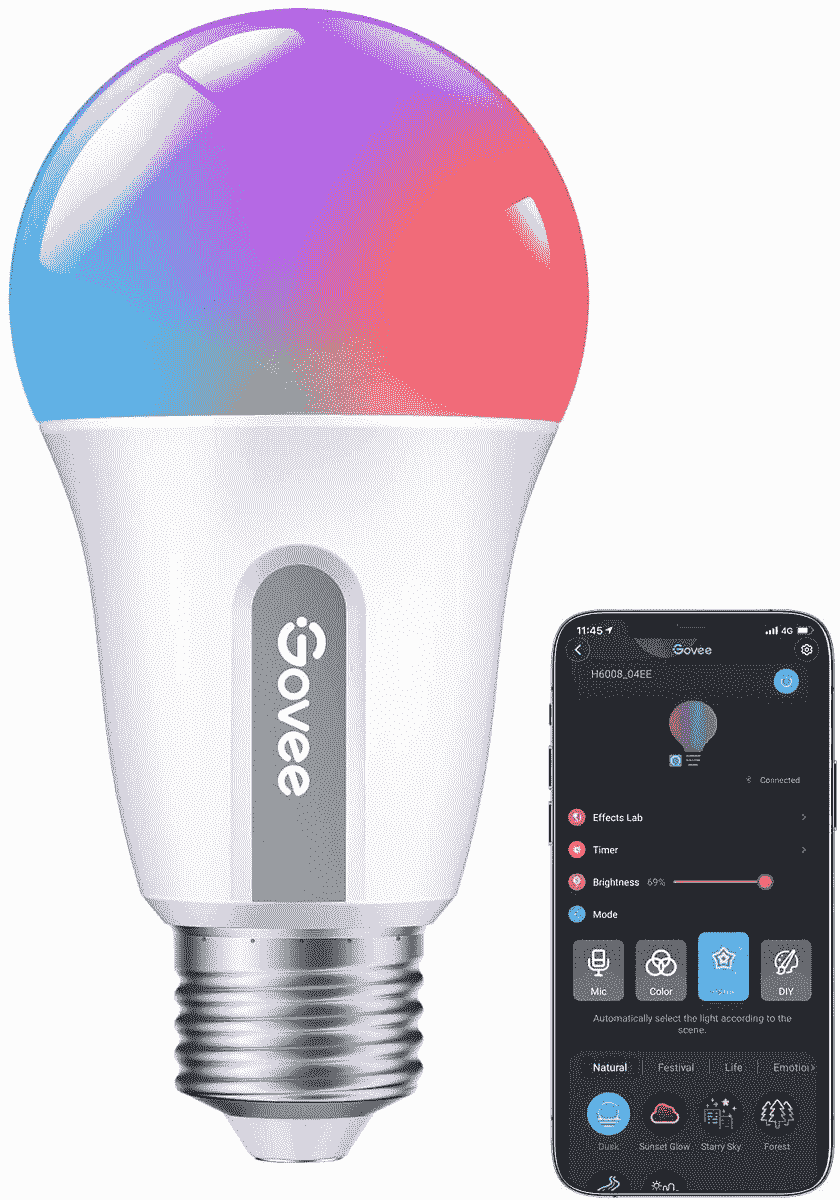 Govee
11:45 4G
Govee
H6008_04EE
Connected
Effects Lab
Timer
Brightness 69%
Mode
Mic Color DIY
Automatically select the light according to the
scene.
Natural Festival Life Emotion
Dusk Sunset Glow Starry Sky Forest